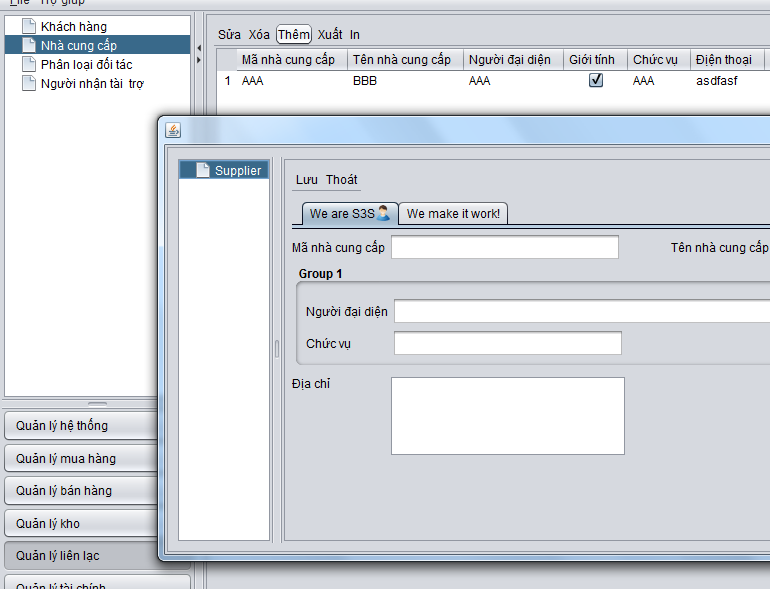 File Trợ giúp
Khách hàng
Nhà cung cấp
Phân loại đối tác
Người nhận tài trợ
Sửa Xóa Thêm Xuất In
Mã nhà cung cấp Tên nhà cung cấp Người đại diện Giới tính Chức vụ Điện thoại
1 AAA BBB AAA AAA asdfasf
Supplier
Lưu Thoát
We are S3S We make it work!
Mã nhà cung cấp Tên nhà cung cấp
Group 1
Người đại diện
Chức vụ
Địa chỉ
Quản lý hệ thống
Quản lý mua hàng
Quản lý bán hàng
Quản lý kho
Quản lý liên lạc
Quản lý tài chính